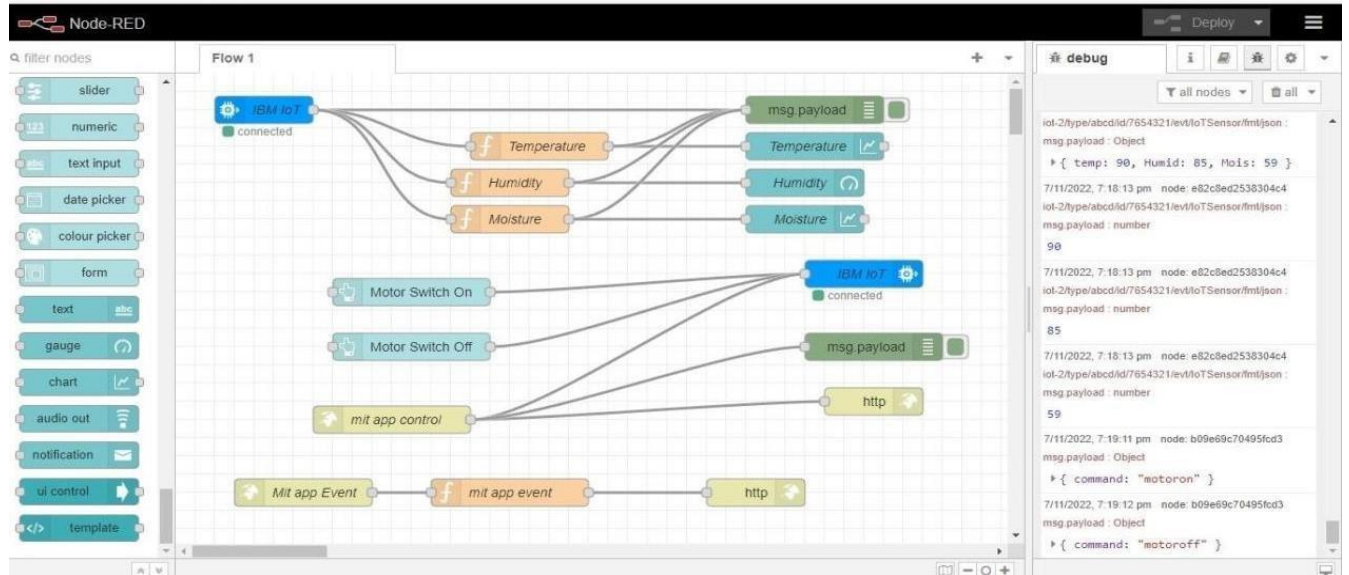 Node-RED
Deploy
filter nodes
slider
numeric
text input
date picker
colour picker
form
text
gauge
chart
audio out
notification
ui control
template
Flow 1
IBM IoT
connected
Temperature
Humidity
Moisture
msg.payload
Temperature
Humidity
Moisture
Motor Switch On
Motor Switch Off
IBM IoT
connected
msg.payload
mit app control
http
Mit app Event
mit app event
http
debug
all nodes
all
iot-2/type/abcd/id/7654321/evt/IoTSensor/fmt/json :
msg.payload : Object
{ temp: 90, Humid: 85, Mois: 59 }
7/11/2022, 7:18:13 pm node: e82c8ed2538304c4
iot-2/type/abcd/id/7654321/evt/IoTSensor/fmt/json :
msg.payload : number
90
7/11/2022, 7:18:13 pm node: e82c8ed2538304c4
iot-2/type/abcd/id/7654321/evt/IoTSensor/fmt/json :
msg.payload : number
85
7/11/2022, 7:18:13 pm node: e82c8ed2538304c4
iot-2/type/abcd/id/7654321/evt/IoTSensor/fmt/json :
msg.payload : number
59
7/11/2022, 7:19:11 pm node: b09e69c70495fcd3
msg.payload : Object
{ command: "motoron" }
7/11/2022, 7:19:12 pm node: b09e69c70495fcd3
msg.payload : Object
{ command: "motoroff" }